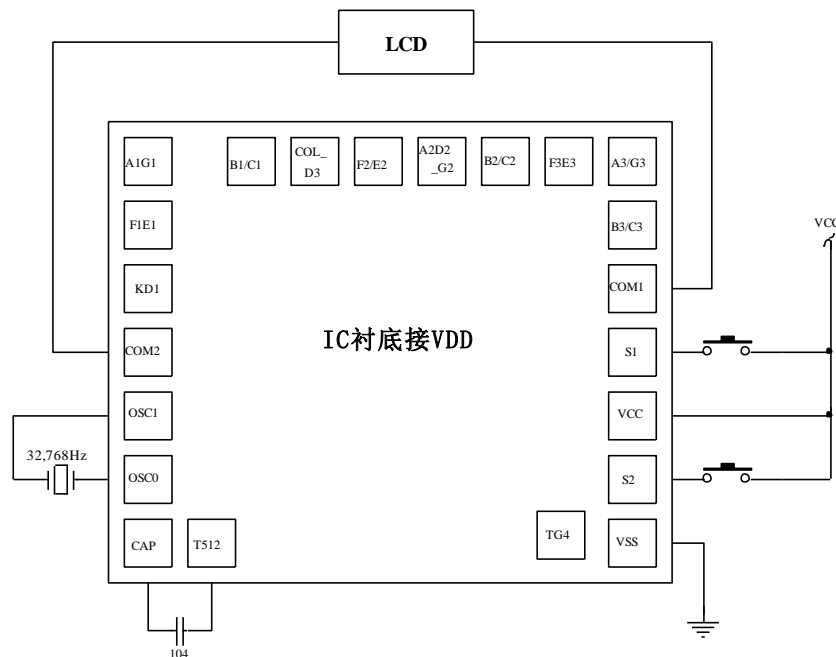 LCD
A1G1
B1/C1
COL_
D3
F2/E2
A2D2
_G2
B2/C2
F3E3
A3/G3
F1E1
B3/C3
VCC
KD1
COM1
IC衬底接VDD
COM2
S1
OSC1
VCC
32,768Hz
OSC0
S2
CAP
T512
TG4
VSS
104